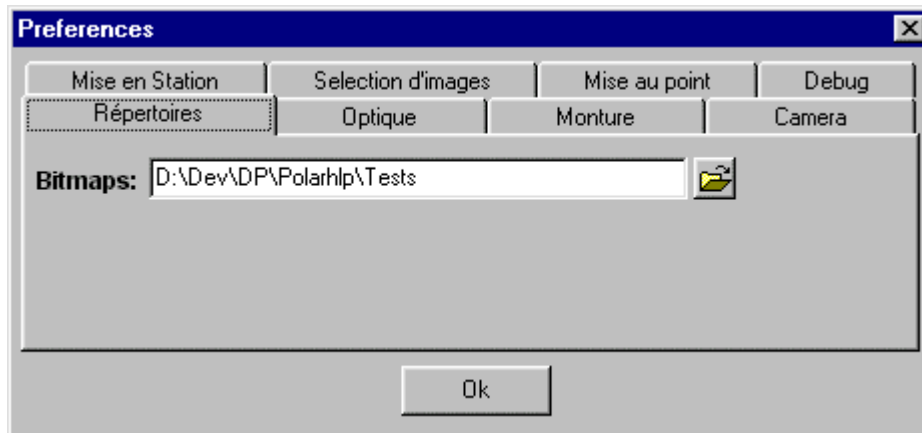 Preferences
Mise en Station Selection d'images Mise au point Debug
Répertoires Optique Monture Camera
Bitmaps: D:\Dev\DP\Polarhlp\Tests
Ok